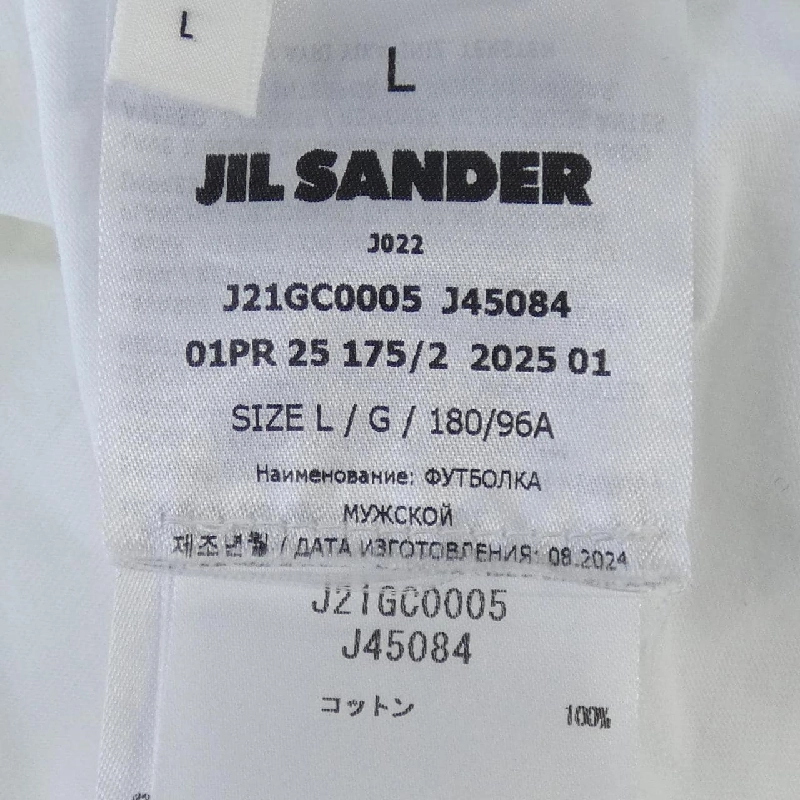 L
L
JIL SANDER
J022
J21GC0005 J45084
01PR 25 175/2 2025 01
SIZE L / G / 180/96A
Наименование: ФУТБОЛКА
МУЖСКОЙ
제조년월 / ДАТА ИЗГОТОВЛЕНИЯ: 08.2024
J21GC0005
J45084
コットン 100%